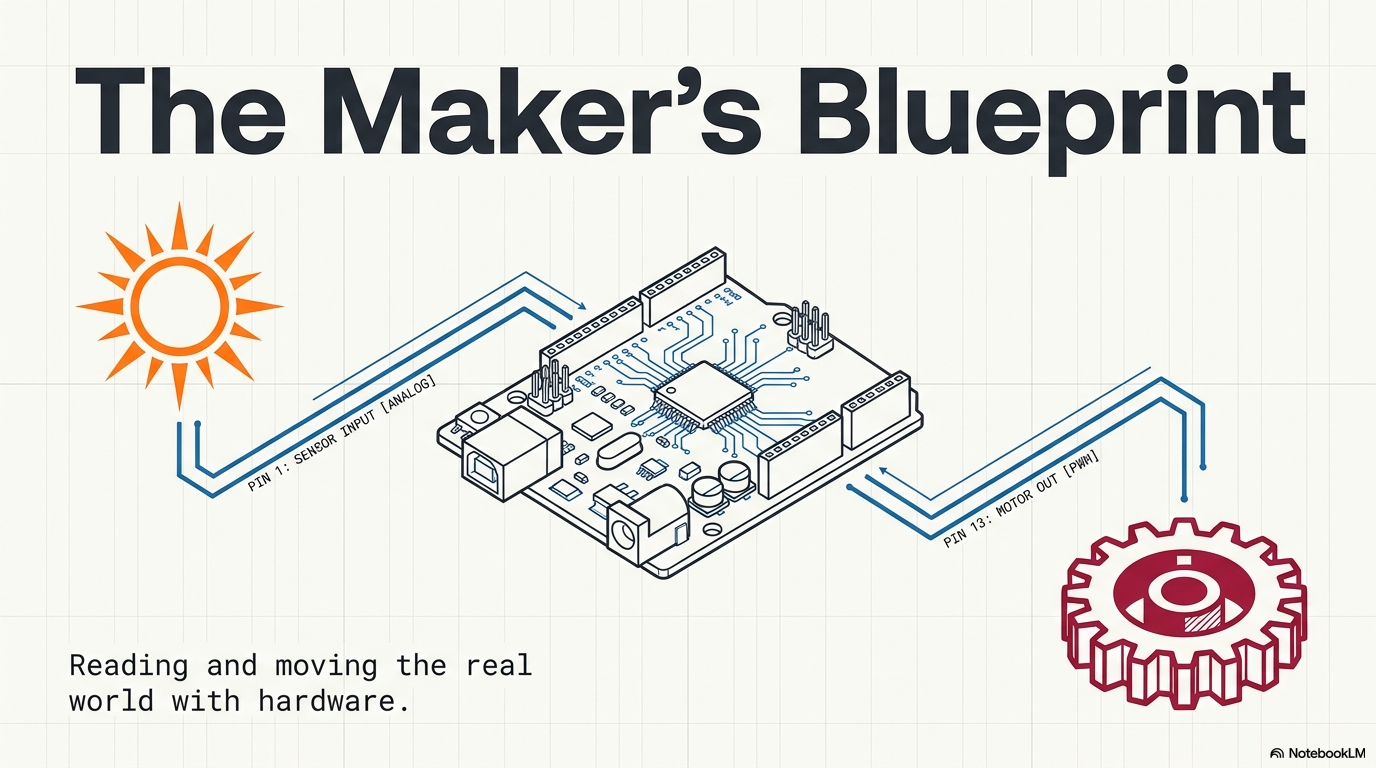 The Maker’s Blueprint
PIN 1: SENSOR INPUT [ANALOG]
PIN 13: MOTOR OUT [PWM]
Reading and moving the real
world with hardware.
NotebookLM